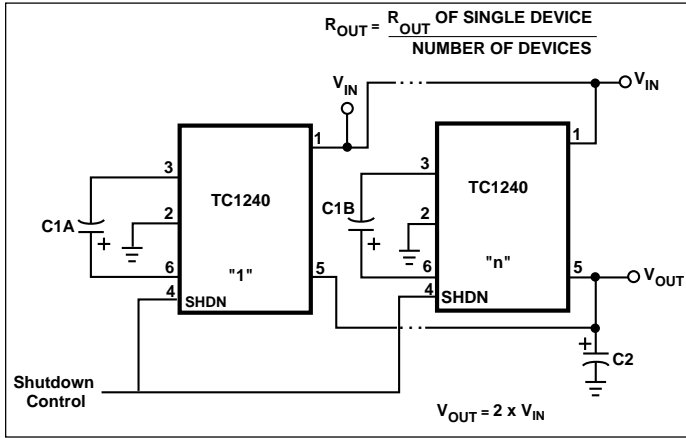 R_OUT = R_OUT OF SINGLE DEVICE
NUMBER OF DEVICES
V_IN
V_IN
1
1
3
3
TC1240
TC1240
2
2
C1A
+
C1B
+
"1"
"n"
6
5
6
5
V_OUT
4
SHDN
4
SHDN
+
C2
Shutdown
Control
V_OUT = 2 x V_IN